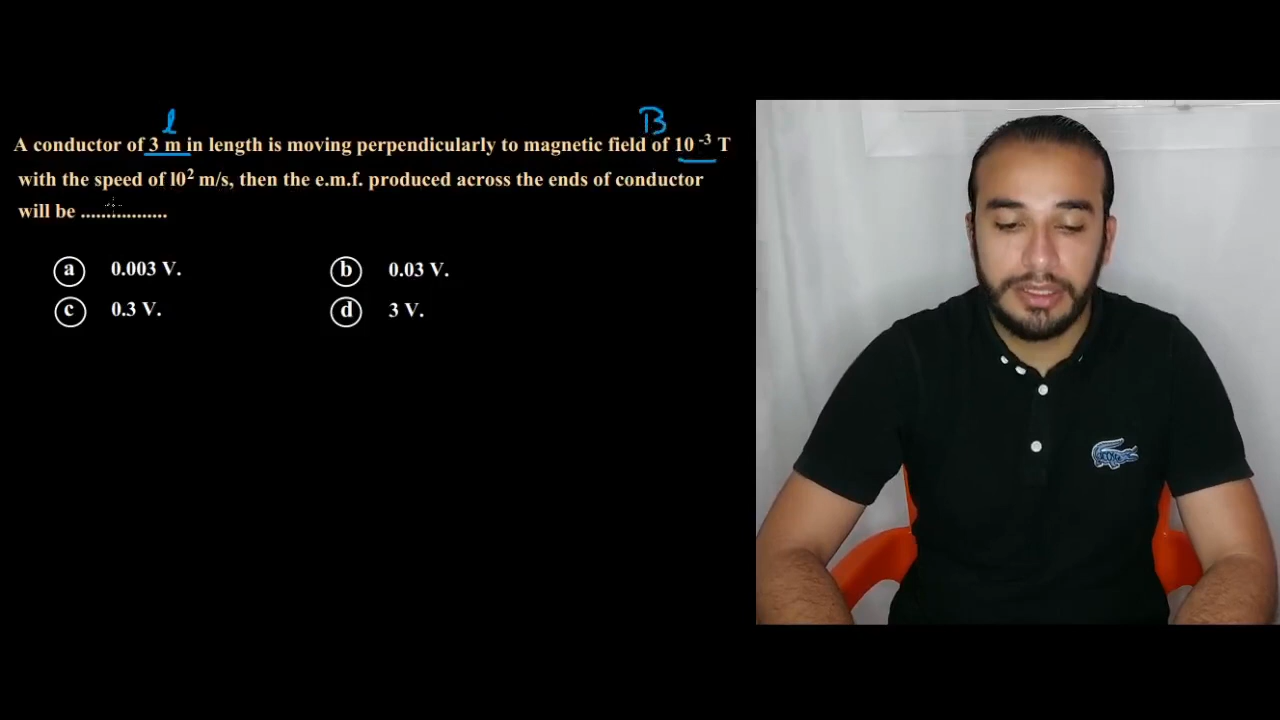 l B
A conductor of 3 m in length is moving perpendicularly to magnetic field of 10⁻³ T
with the speed of 10² m/s, then the e.m.f. produced across the ends of conductor
will be .................
a 0.003 V. b 0.03 V.
c 0.3 V. d 3 V.